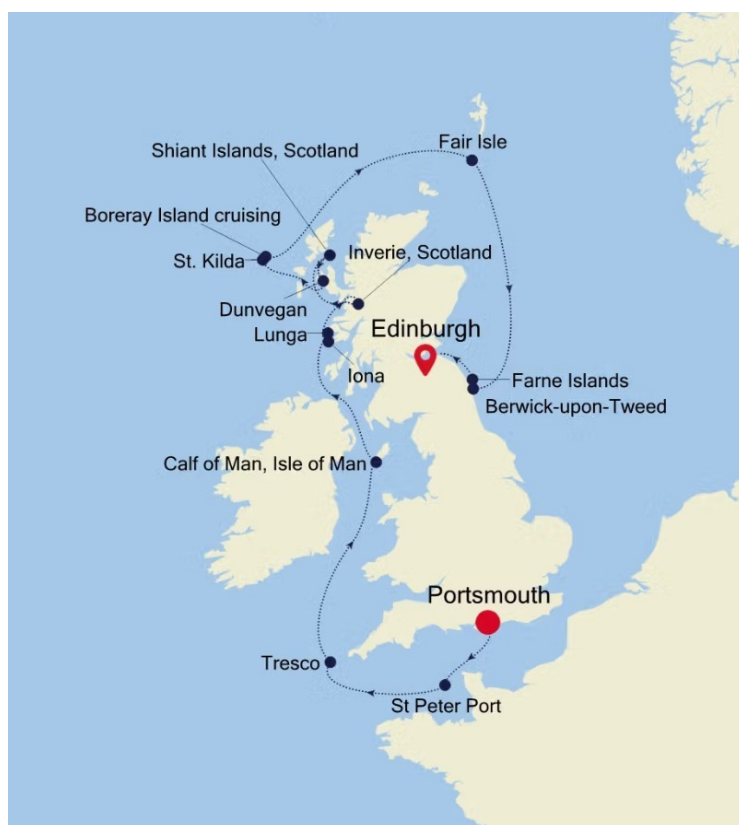 Fair Isle
Shiant Islands, Scotland
Boreray Island cruising
Inverie, Scotland
St. Kilda
Dunvegan
Edinburgh
Lunga
Iona
Farne Islands
Berwick-upon-Tweed
Calf of Man, Isle of Man
Portsmouth
Tresco
St Peter Port